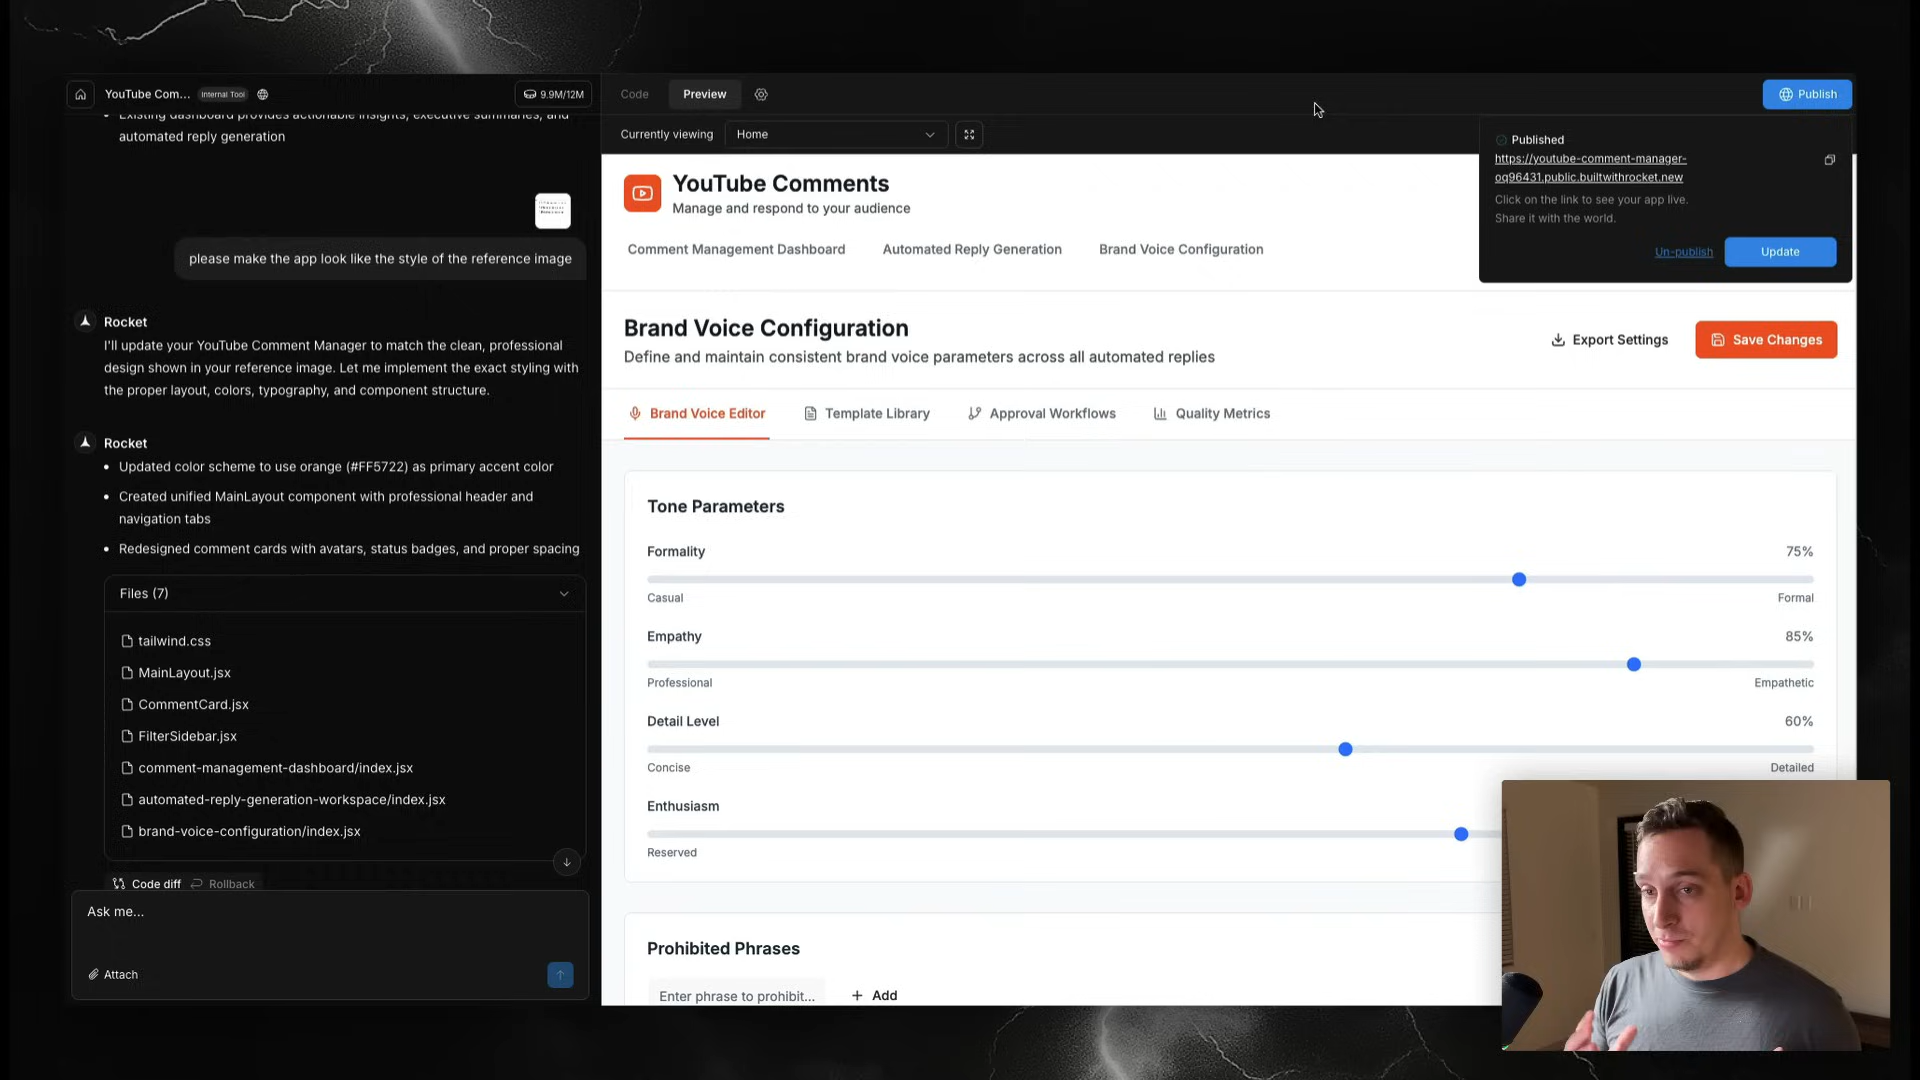 YouTube Com...
Internal Tool
9.9M/12M
Code
Preview
Publish
Existing dashboard provides actionable insights, executive summaries, and
automated reply generation
please make the app look like the style of the reference image
Rocket
I'll update your YouTube Comment Manager to match the clean, professional
design shown in your reference image. Let me implement the exact styling with
the proper layout, colors, typography, and component structure.
Rocket
• Updated color scheme to use orange (#FF5722) as primary accent color
• Created unified MainLayout component with professional header and
navigation tabs
• Redesigned comment cards with avatars, status badges, and proper spacing
Files (7)
tailwind.css
MainLayout.jsx
CommentCard.jsx
FilterSidebar.jsx
comment-management-dashboard/index.jsx
automated-reply-generation-workspace/index.jsx
brand-voice-configuration/index.jsx
Code diff
Rollback
Ask me...
Attach
Currently viewing
Home
Published
https://youtube-comment-manager-
oq96431.public.builtwithrocket.new
Click on the link to see your app live.
Share it with the world.
Un-publish
Update
YouTube Comments
Manage and respond to your audience
Comment Management Dashboard
Automated Reply Generation
Brand Voice Configuration
Brand Voice Configuration
Define and maintain consistent brand voice parameters across all automated replies
Export Settings
Save Changes
Brand Voice Editor
Template Library
Approval Workflows
Quality Metrics
Tone Parameters
Formality
75%
Casual
Formal
Empathy
85%
Professional
Empathetic
Detail Level
60%
Concise
Detailed
Enthusiasm
Reserved
Prohibited Phrases
Enter phrase to prohibit...
+ Add